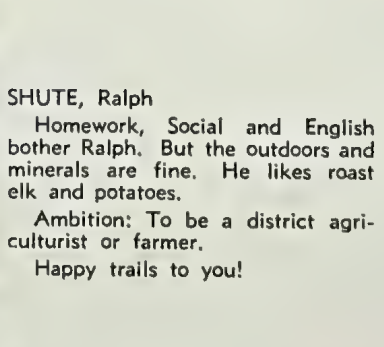 SHUTE, Ralph
Homework, Social and English
bother Ralph. But the outdoors and
minerals are fine. He likes roast
elk and potatoes.
Ambition: To be a district agri-
culturist or farmer.
Happy trails to you!